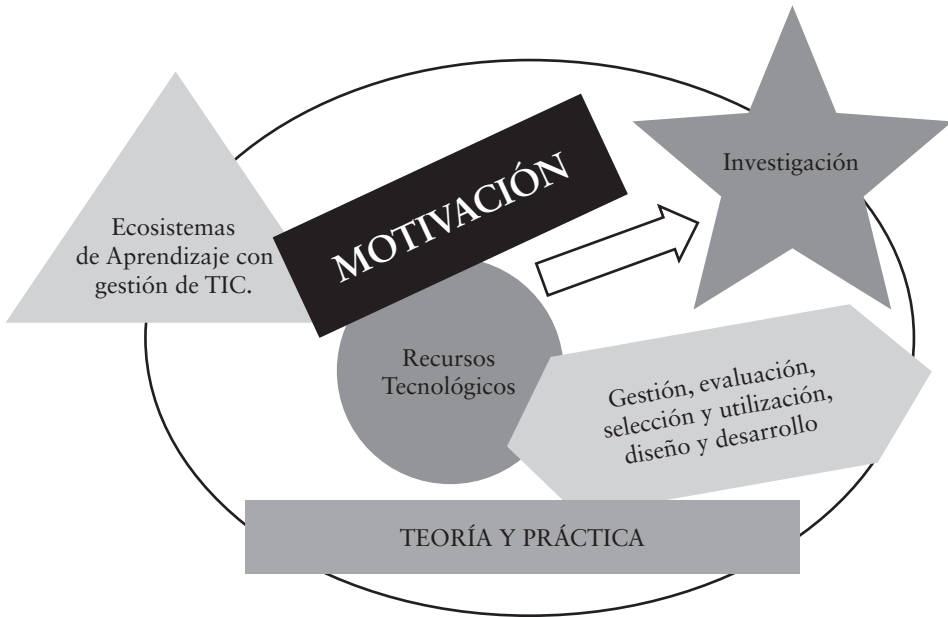 MOTIVACIÓN
Investigación
Ecosistemas
de Aprendizaje con
gestión de TIC.
Recursos
Tecnológicos
Gestión, evaluación,
selección y utilización,
diseño y desarrollo
TEORÍA Y PRÁCTICA